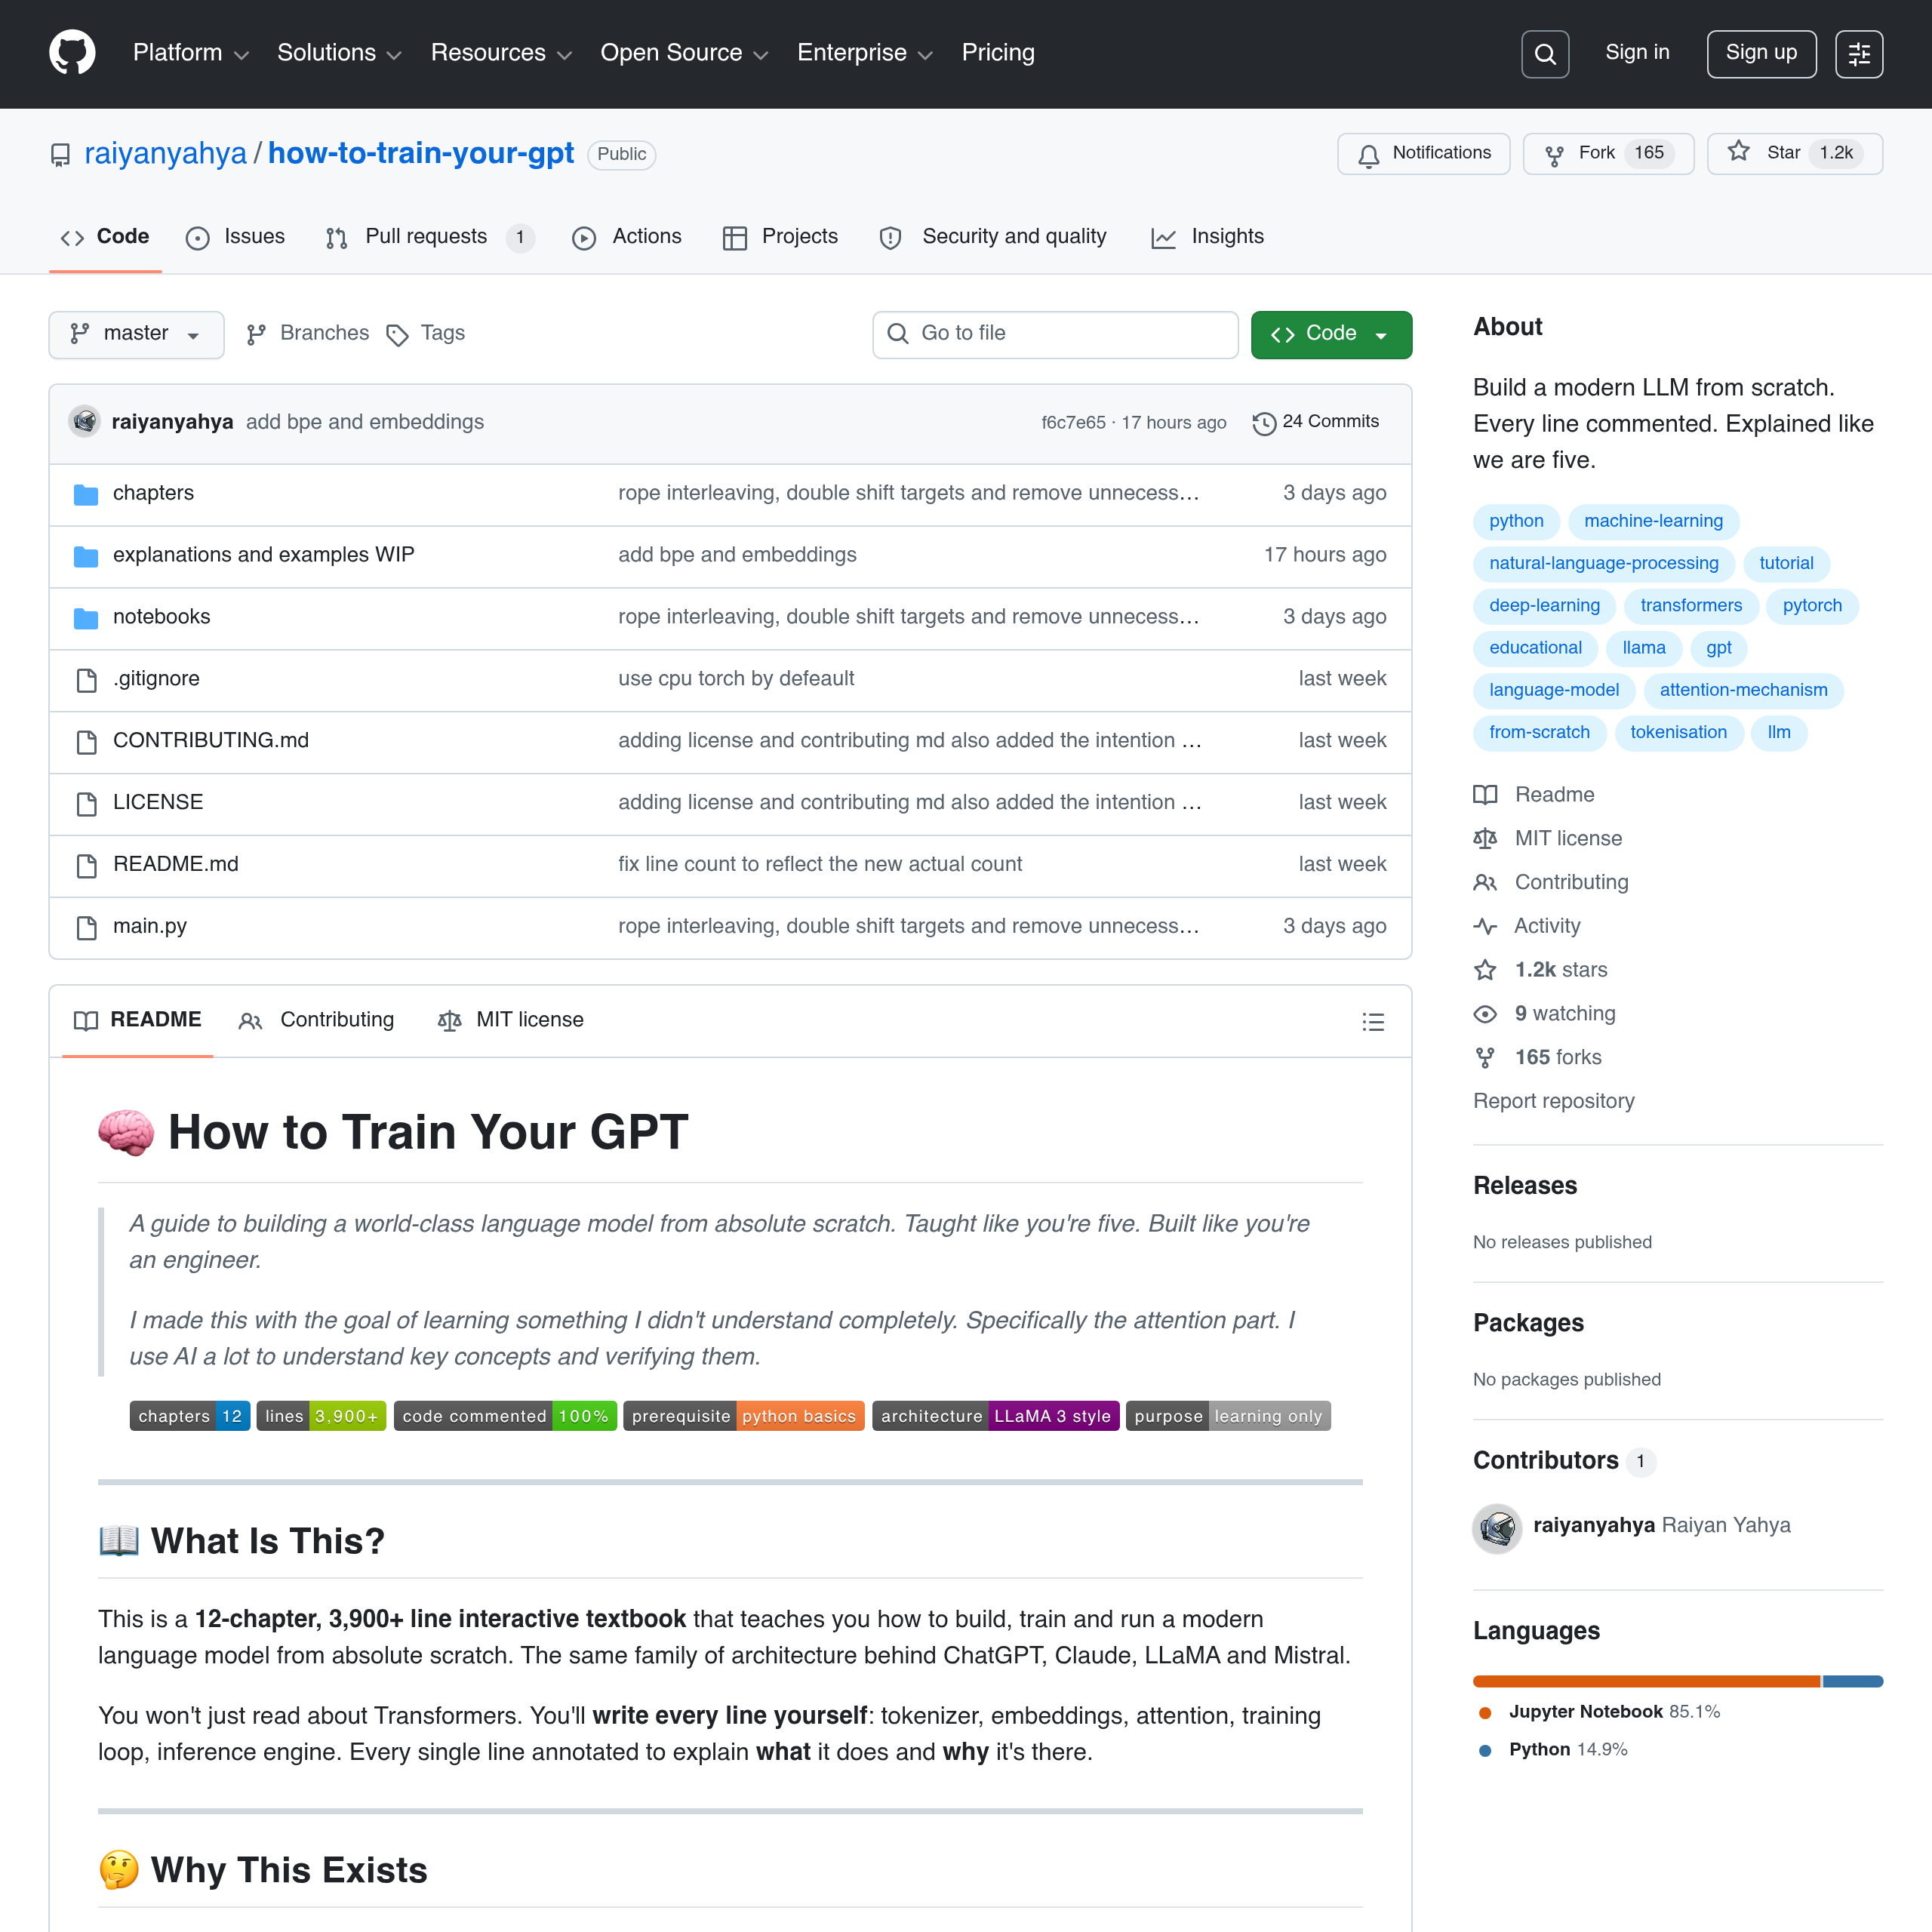 Platform Solutions Resources Open Source Enterprise Pricing Sign in Sign up
raiyanyahya / how-to-train-your-gpt Public Notifications Fork 165 Star 1.2k
Code Issues Pull requests 1 Actions Projects Security and quality Insights
master Branches Tags Go to file Code
raiyanyahya add bpe and embeddings f6c7e65 · 17 hours ago 24 Commits
chapters rope interleaving, double shift targets and remove unnecess… 3 days ago
explanations and examples WIP add bpe and embeddings 17 hours ago
notebooks rope interleaving, double shift targets and remove unnecess… 3 days ago
.gitignore use cpu torch by defeault last week
CONTRIBUTING.md adding license and contributing md also added the intention … last week
LICENSE adding license and contributing md also added the intention … last week
README.md fix line count to reflect the new actual count last week
main.py rope interleaving, double shift targets and remove unnecess… 3 days ago
README Contributing MIT license
🧠 How to Train Your GPT
A guide to building a world-class language model from absolute scratch. Taught like you're five. Built like you're
an engineer.
I made this with the goal of learning something I didn't understand completely. Specifically the attention part. I
use AI a lot to understand key concepts and verifying them.
chapters 12 lines 3,900+ code commented 100% prerequisite python basics architecture LLaMA 3 style purpose learning only
📖 What Is This?
This is a 12-chapter, 3,900+ line interactive textbook that teaches you how to build, train and run a modern
language model from absolute scratch. The same family of architecture behind ChatGPT, Claude, LLaMA and Mistral.
You won't just read about Transformers. You'll write every line yourself: tokenizer, embeddings, attention, training
loop, inference engine. Every single line annotated to explain what it does and why it's there.
🤔 Why This Exists
About
Build a modern LLM from scratch.
Every line commented. Explained like
we are five.
python machine-learning
natural-language-processing tutorial
deep-learning transformers pytorch
educational llama gpt
language-model attention-mechanism
from-scratch tokenisation llm
Readme
MIT license
Contributing
Activity
1.2k stars
9 watching
165 forks
Report repository
Releases
No releases published
Packages
No packages published
Contributors 1
raiyanyahya Raiyan Yahya
Languages
Jupyter Notebook 85.1%
Python 14.9%